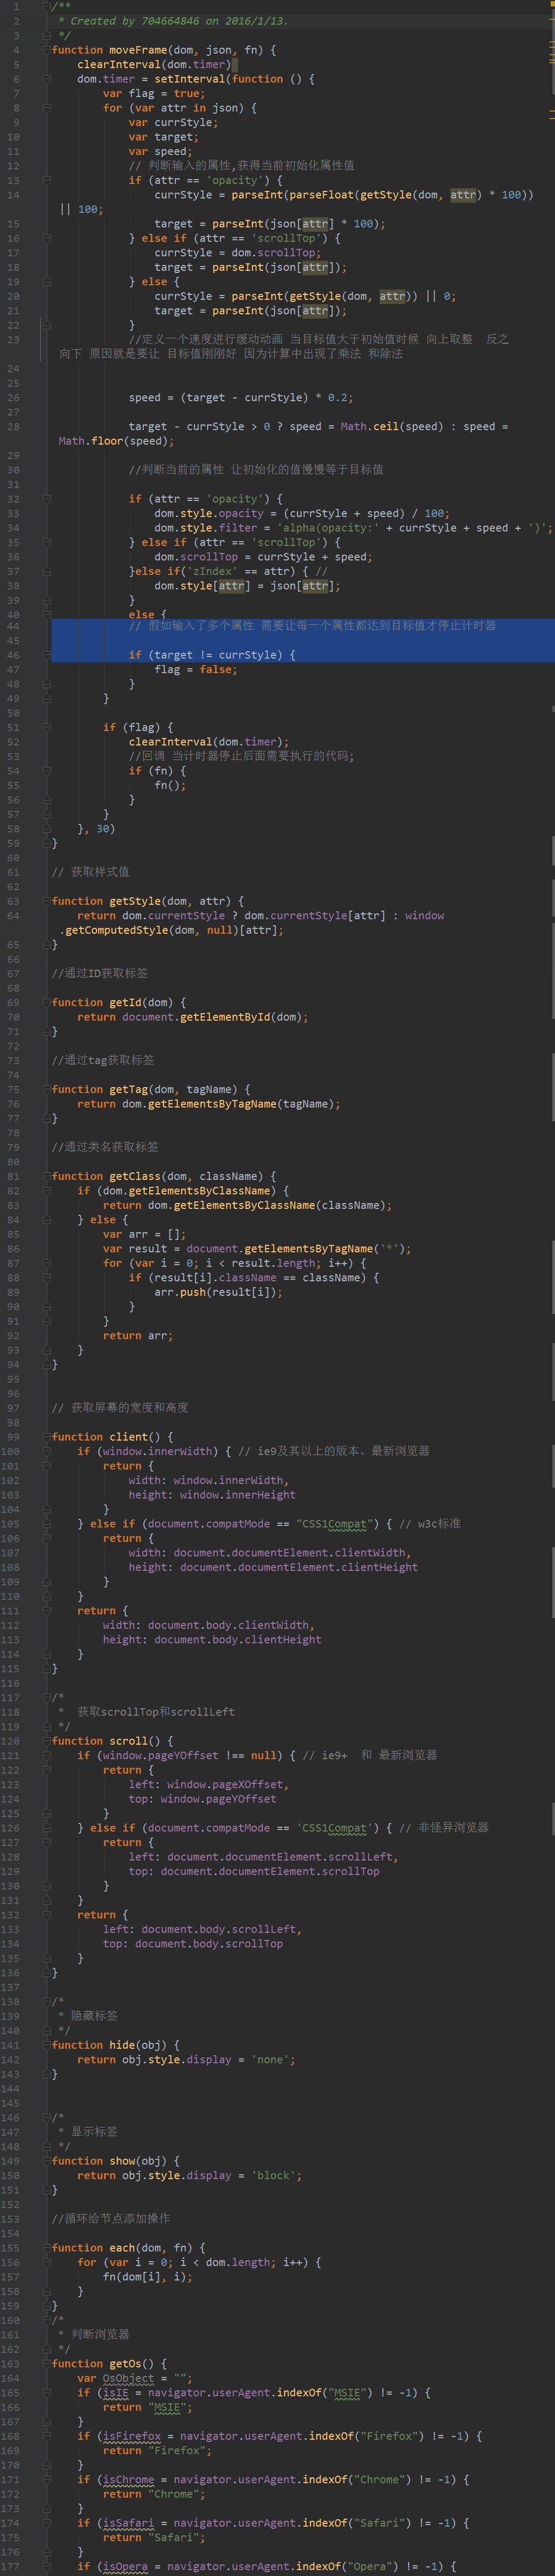 1 /**
2  * Created by 704664846 on 2016/1/13.
3  */
4 function moveFrame(dom, json, fn) {
5     clearInterval(dom.timer)
6     dom.timer = setInterval(function () {
7         var flag = true;
8         for (var attr in json) {
9             var currStyle;
10             var target;
11             var speed;
12             // 判断输入的属性,获得当前初始化属性值
13             if (attr == 'opacity') {
14                 currStyle = parseInt(parseFloat(getStyle(dom, attr) * 100))
|| 100;
15                 target = parseInt(json[attr] * 100);
16             } else if (attr == 'scrollTop') {
17                 currStyle = dom.scrollTop;
18                 target = parseInt(json[attr]);
19             } else {
20                 currStyle = parseInt(getStyle(dom, attr)) || 0;
21                 target = parseInt(json[attr]);
22             }
23             //定义一个速度进行缓动动画 当目标值大于初始值时候 向上取整  反之
向下 原因就是要让 目标值刚刚好 因为计算中出现了乘法 和除法
24
25
26             speed = (target - currStyle) * 0.2;
27
28             target - currStyle > 0 ? speed = Math.ceil(speed) : speed =
Math.floor(speed);
29
30             //判断当前的属性 让初始化的值慢慢等于目标值
31
32             if (attr == 'opacity') {
33                 dom.style.opacity = (currStyle + speed) / 100;
34                 dom.style.filter = 'alpha(opacity:' + currStyle + speed + ')';
35             } else if (attr == 'scrollTop') {
36                 dom.scrollTop = currStyle + speed;
37             }else if('zIndex' == attr) { //
38                 dom.style[attr] = json[attr];
39             }
40             else {
44             // 假如输入了多个属性 需要让每一个属性都达到目标值才停止计时器
45
46             if (target != currStyle) {
47                 flag = false;
48             }
49         }
50
51         if (flag) {
52             clearInterval(dom.timer);
53             //回调 当计时器停止后面需要执行的代码;
54             if (fn) {
55                 fn();
56             }
57         }
58     }, 30)
59 }
60
61 // 获取样式值
62
63 function getStyle(dom, attr) {
64     return dom.currentStyle ? dom.currentStyle[attr] : window
.getComputedStyle(dom, null)[attr];
65 }
66
67 //通过ID获取标签
68
69 function getId(dom) {
70     return document.getElementById(dom);
71 }
72
73 //通过tag获取标签
74
75 function getTag(dom, tagName) {
76     return dom.getElementsByTagName(tagName);
77 }
78
79 //通过类名获取标签
80
81 function getClass(dom, className) {
82     if (dom.getElementsByClassName) {
83         return dom.getElementsByClassName(className);
84     } else {
85         var arr = [];
86         var result = document.getElementsByTagName('*');
87         for (var i = 0; i < result.length; i++) {
88             if (result[i].className == className) {
89                 arr.push(result[i]);
90             }
91         }
92         return arr;
93     }
94 }
95
96
97 // 获取屏幕的宽度和高度
98
99 function client() {
100     if (window.innerWidth) { // ie9及其以上的版本、最新浏览器
101         return {
102             width: window.innerWidth,
103             height: window.innerHeight
104         }
105     } else if (document.compatMode == "CSS1Compat") { // w3c标准
106         return {
107             width: document.documentElement.clientWidth,
108             height: document.documentElement.clientHeight
109         }
110     }
111     return {
112         width: document.body.clientWidth,
113         height: document.body.clientHeight
114     }
115 }
116
117 /*
118  *  获取scrollTop和scrollLeft
119  */
120 function scroll() {
121     if (window.pageYOffset !== null) { // ie9+  和 最新浏览器
122         return {
123             left: window.pageXOffset,
124             top: window.pageYOffset
125         }
126     } else if (document.compatMode == 'CSS1Compat') { // 非怪异浏览器
127         return {
128             left: document.documentElement.scrollLeft,
129             top: document.documentElement.scrollTop
130         }
131     }
132     return {
133         left: document.body.scrollLeft,
134         top: document.body.scrollTop
135     }
136 }
137
138 /*
139  * 隐藏标签
140  */
141 function hide(obj) {
142     return obj.style.display = 'none';
143 }
144
145
146 /*
147  * 显示标签
148  */
149 function show(obj) {
150     return obj.style.display = 'block';
151 }
152
153 //循环给节点添加操作
154
155 function each(dom, fn) {
156     for (var i = 0; i < dom.length; i++) {
157         fn(dom[i], i);
158     }
159 }
160 /*
161  * 判断浏览器
162  */
163 function getOs() {
164     var OsObject = "";
165     if (isIE = navigator.userAgent.indexOf("MSIE") != -1) {
166         return "MSIE";
167     }
168     if (isFirefox = navigator.userAgent.indexOf("Firefox") != -1) {
169         return "Firefox";
170     }
171     if (isChrome = navigator.userAgent.indexOf("Chrome") != -1) {
172         return "Chrome";
173     }
174     if (isSafari = navigator.userAgent.indexOf("Safari") != -1) {
175         return "Safari";
176     }
177     if (isOpera = navigator.userAgent.indexOf("Opera") != -1) {